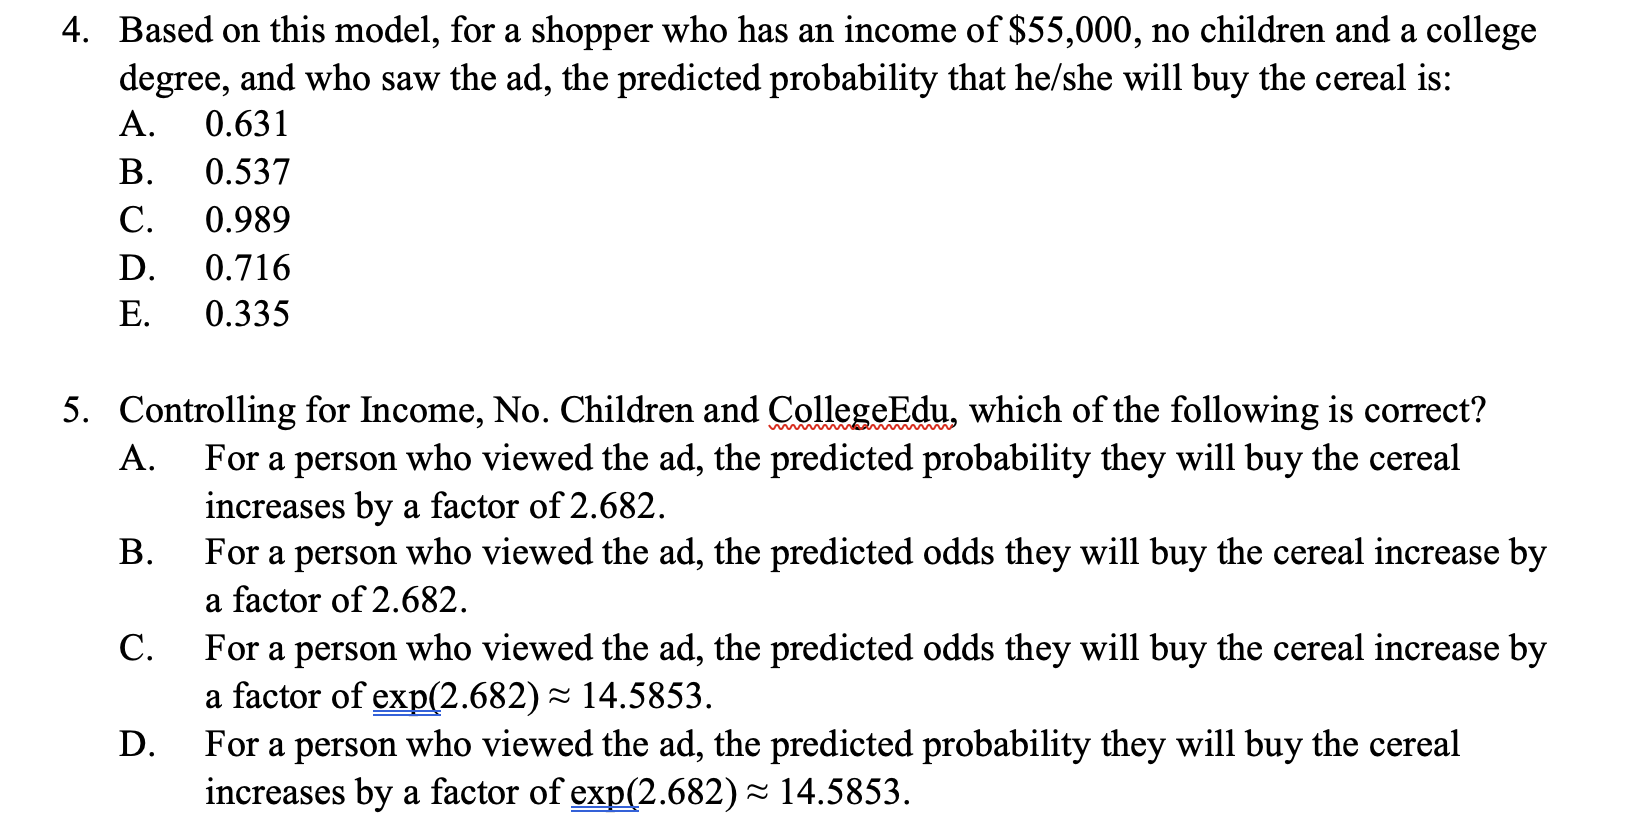 4. Based on this model, for a shopper who has an income of $55,000, no children and a college
degree, and who saw the ad, the predicted probability that he/she will buy the cereal is:
A. 0.631
B. 0.537
C. 0.989
D. 0.716
E. 0.335
5. Controlling for Income, No. Children and CollegeEdu, which of the following is correct?
A. For a person who viewed the ad, the predicted probability they will buy the cereal
increases by a factor of 2.682.
B. For a person who viewed the ad, the predicted odds they will buy the cereal increase by
a factor of 2.682.
C. For a person who viewed the ad, the predicted odds they will buy the cereal increase by
a factor of exp(2.682) ≈ 14.5853.
D. For a person who viewed the ad, the predicted probability they will buy the cereal
increases by a factor of exp(2.682) ≈ 14.5853.